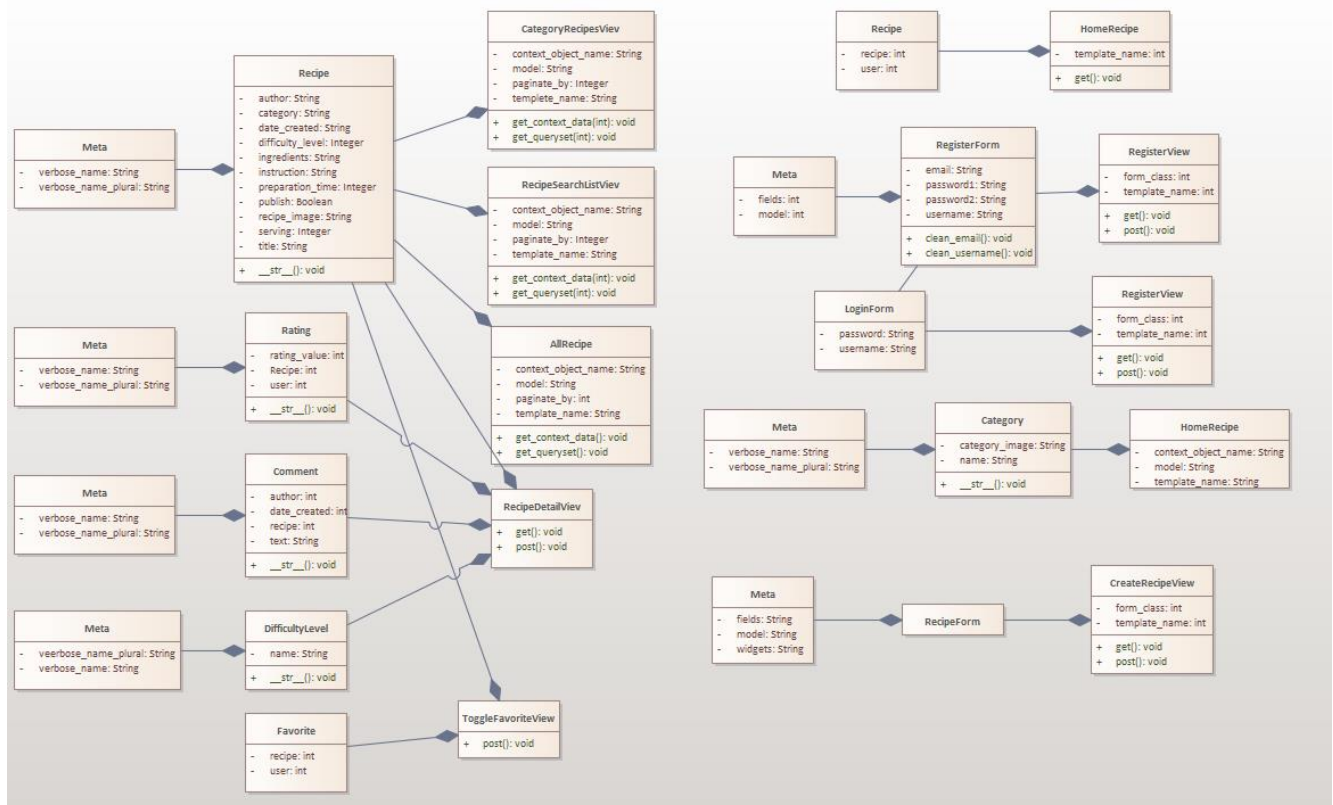 CategoryRecipesViev
- context_object_name: String
- model: String
- paginate_by: Integer
- templete_name: String
+ get_context_data(int): void
+ get_queryset(int): void
Recipe
- author: String
- category: String
- date_created: String
- difficulty_level: Integer
- ingredients: String
- instruction: String
- preparation_time: Integer
- publish: Boolean
- recipe_image: String
- serving: Integer
- title: String
+ __str__(): void
Meta
- verbose_name: String
- verbose_name_plural: String
RecipeSearchListViev
- context_object_name: String
- model: String
- paginate_by: Integer
- template_name: String
+ get_context_data(int): void
+ get_queryset(int): void
Rating
- rating_value: int
- Recipe: int
- user: int
+ __str__(): void
Meta
- verbose_name: String
- verbose_name_plural: String
AllRecipe
- context_object_name: String
- model: String
- paginate_by: int
- template_name: String
+ get_context_data(): void
+ get_queryset(): void
Comment
- author: int
- date_created: int
- recipe: int
- text: String
+ __str__(): void
Meta
- verbose_name: String
- verbose_name_plural: String
RecipeDetailViev
+ get(): void
+ post(): void
Meta
- veerbose_name_plural: String
- verbose_name: String
DifficultyLevel
- name: String
+ __str__(): void
Favorite
- recipe: int
- user: int
ToggleFavoriteView
+ post(): void
Recipe
- recipe: int
- user: int
HomeRecipe
- template_name: int
+ get(): void
RegisterForm
- email: String
- password1: String
- password2: String
- username: String
+ clean_email(): void
+ clean_username(): void
Meta
- fields: int
- model: int
RegisterView
- form_class: int
- template_name: int
+ get(): void
+ post(): void
LoginForm
- password: String
- username: String
RegisterView
- form_class: int
- template_name: int
+ get(): void
+ post(): void
Meta
- verbose_name: String
- verbose_name_plural: String
Category
- category_image: String
- name: String
+ __str__(): void
HomeRecipe
- context_object_name: String
- model: String
- template_name: String
Meta
- fields: String
- model: String
- widgets: String
RecipeForm
CreateRecipeView
- form_class: int
- template_name: int
+ get(): void
+ post(): void